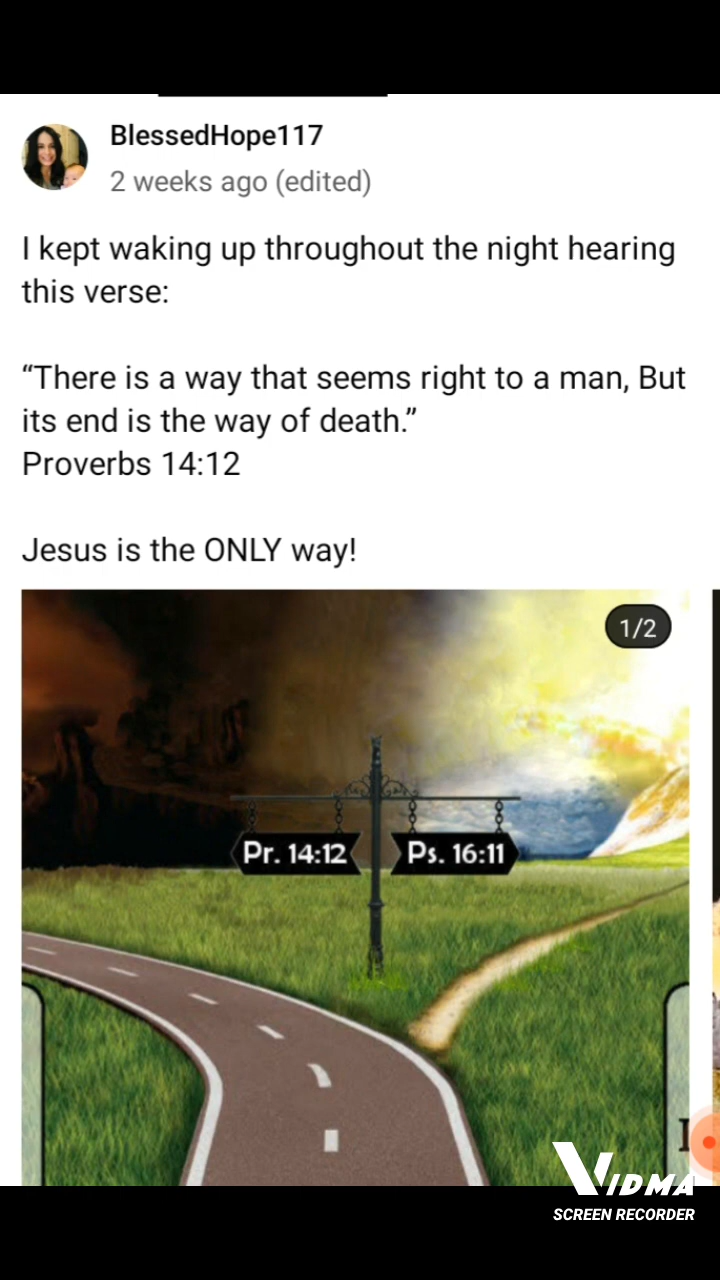 BlessedHope117
2 weeks ago (edited)
I kept waking up throughout the night hearing
this verse:
“There is a way that seems right to a man, But
its end is the way of death.”
Proverbs 14:12
Jesus is the ONLY way!
1/2
Pr. 14:12
Ps. 16:11
VIDMA
SCREEN RECORDER